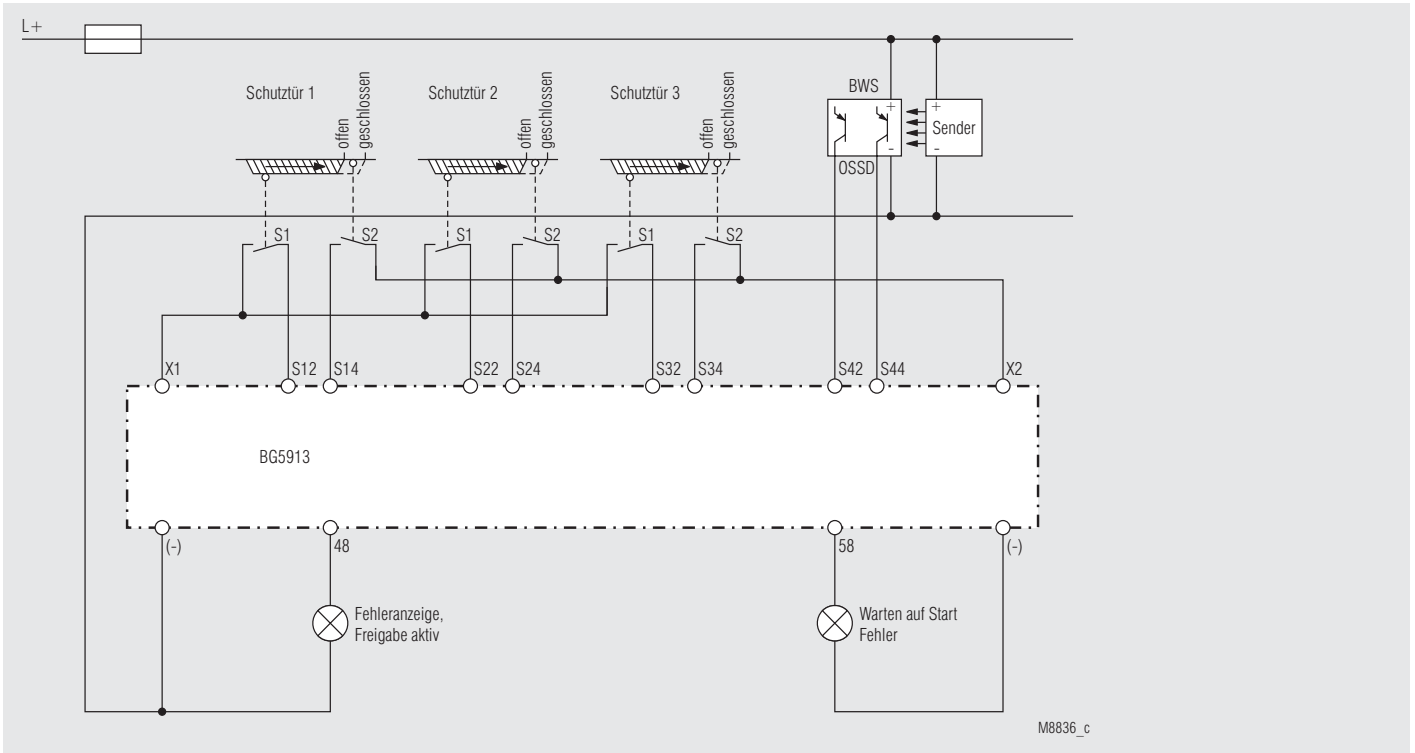 L+
Schutztür 1
offen
geschlossen
Schutztür 2
offen
geschlossen
Schutztür 3
offen
geschlossen
BWS
+
-
OSSD
+
Sender
-
S1
S2
S1
S2
S1
S2
X1
S12
S14
S22
S24
S32
S34
S42
S44
X2
BG5913
(-)
48
58
(-)
Fehleranzeige,
Freigabe aktiv
Warten auf Start
Fehler
M8836_c